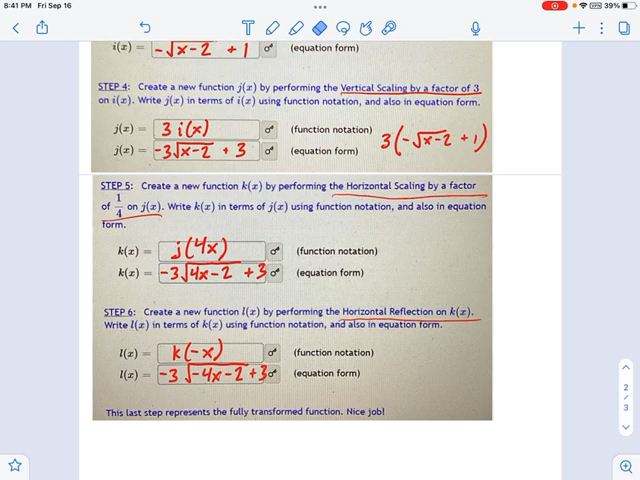 8:41 PM Fri Sep 16
39%
T
i(x) = -√x-2 + 1 (equation form)
STEP 4: Create a new function j(x) by performing the Vertical Scaling by a factor of 3
on i(x). Write j(x) in terms of i(x) using function notation, and also in equation form.
j(x) = 3 i(x) (function notation)
j(x) = -3√x-2 + 3 (equation form) 3(-√x-2 + 1)
STEP 5: Create a new function k(x) by performing the Horizontal Scaling by a factor
of 1/4 on j(x). Write k(x) in terms of j(x) using function notation, and also in equation
form.
k(x) = j(4x) (function notation)
k(x) = -3√4x-2 + 3 (equation form)
STEP 6: Create a new function l(x) by performing the Horizontal Reflection on k(x).
Write l(x) in terms of k(x) using function notation, and also in equation form.
l(x) = k(-x) (function notation)
l(x) = -3√-4x-2 + 3 (equation form)
This last step represents the fully transformed function. Nice job!
2
/
3